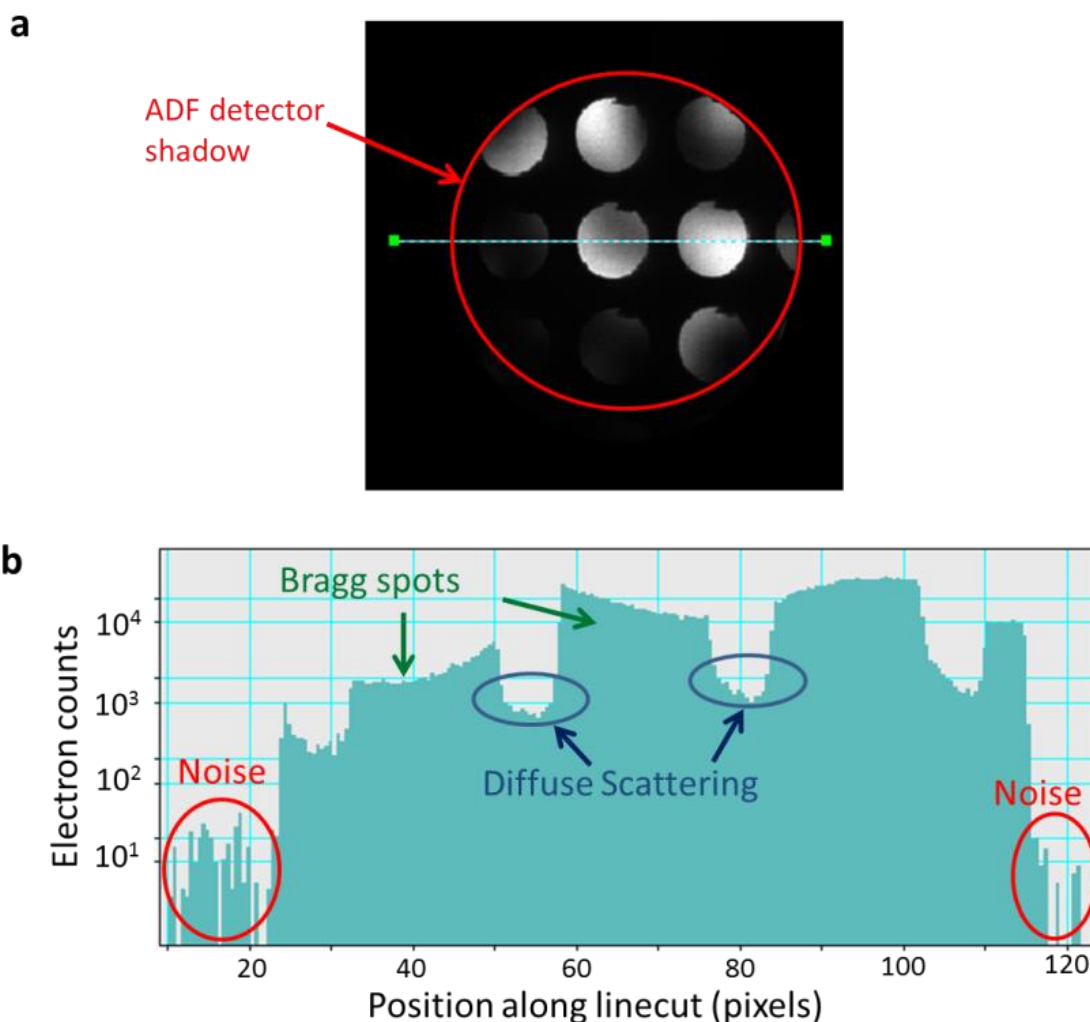 a
ADF detector
shadow
b
Bragg spots
10⁴
10³
10²
10¹
Electron counts
Noise
Diffuse Scattering
Noise
20 40 60 80 100 120
Position along linecut (pixels)